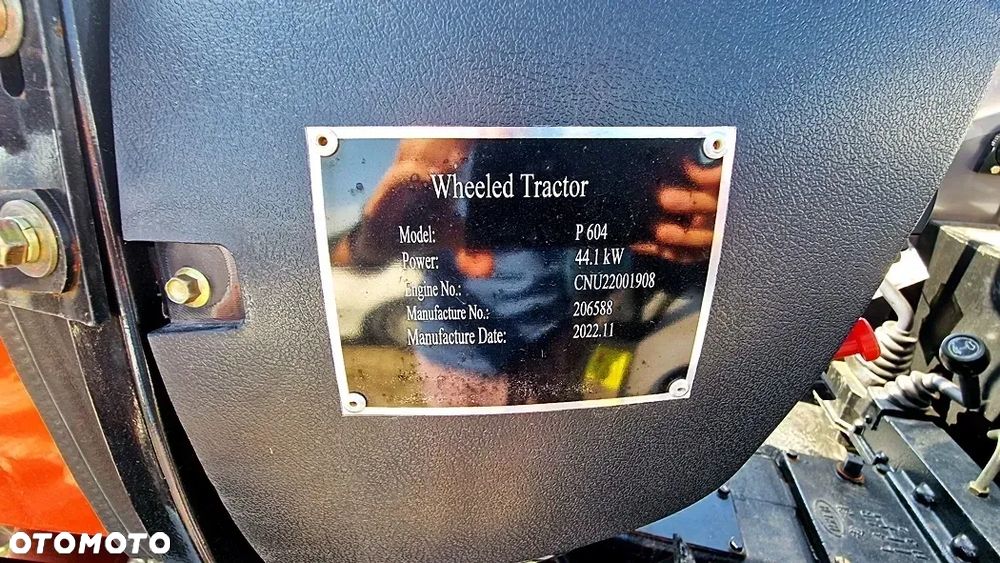 Wheeled Tractor
Model: P 604
Power: 44.1 kW
Engine No.: CNU22001908
Manufacture No.: 206588
Manufacture Date: 2022.11
OTOMOTO